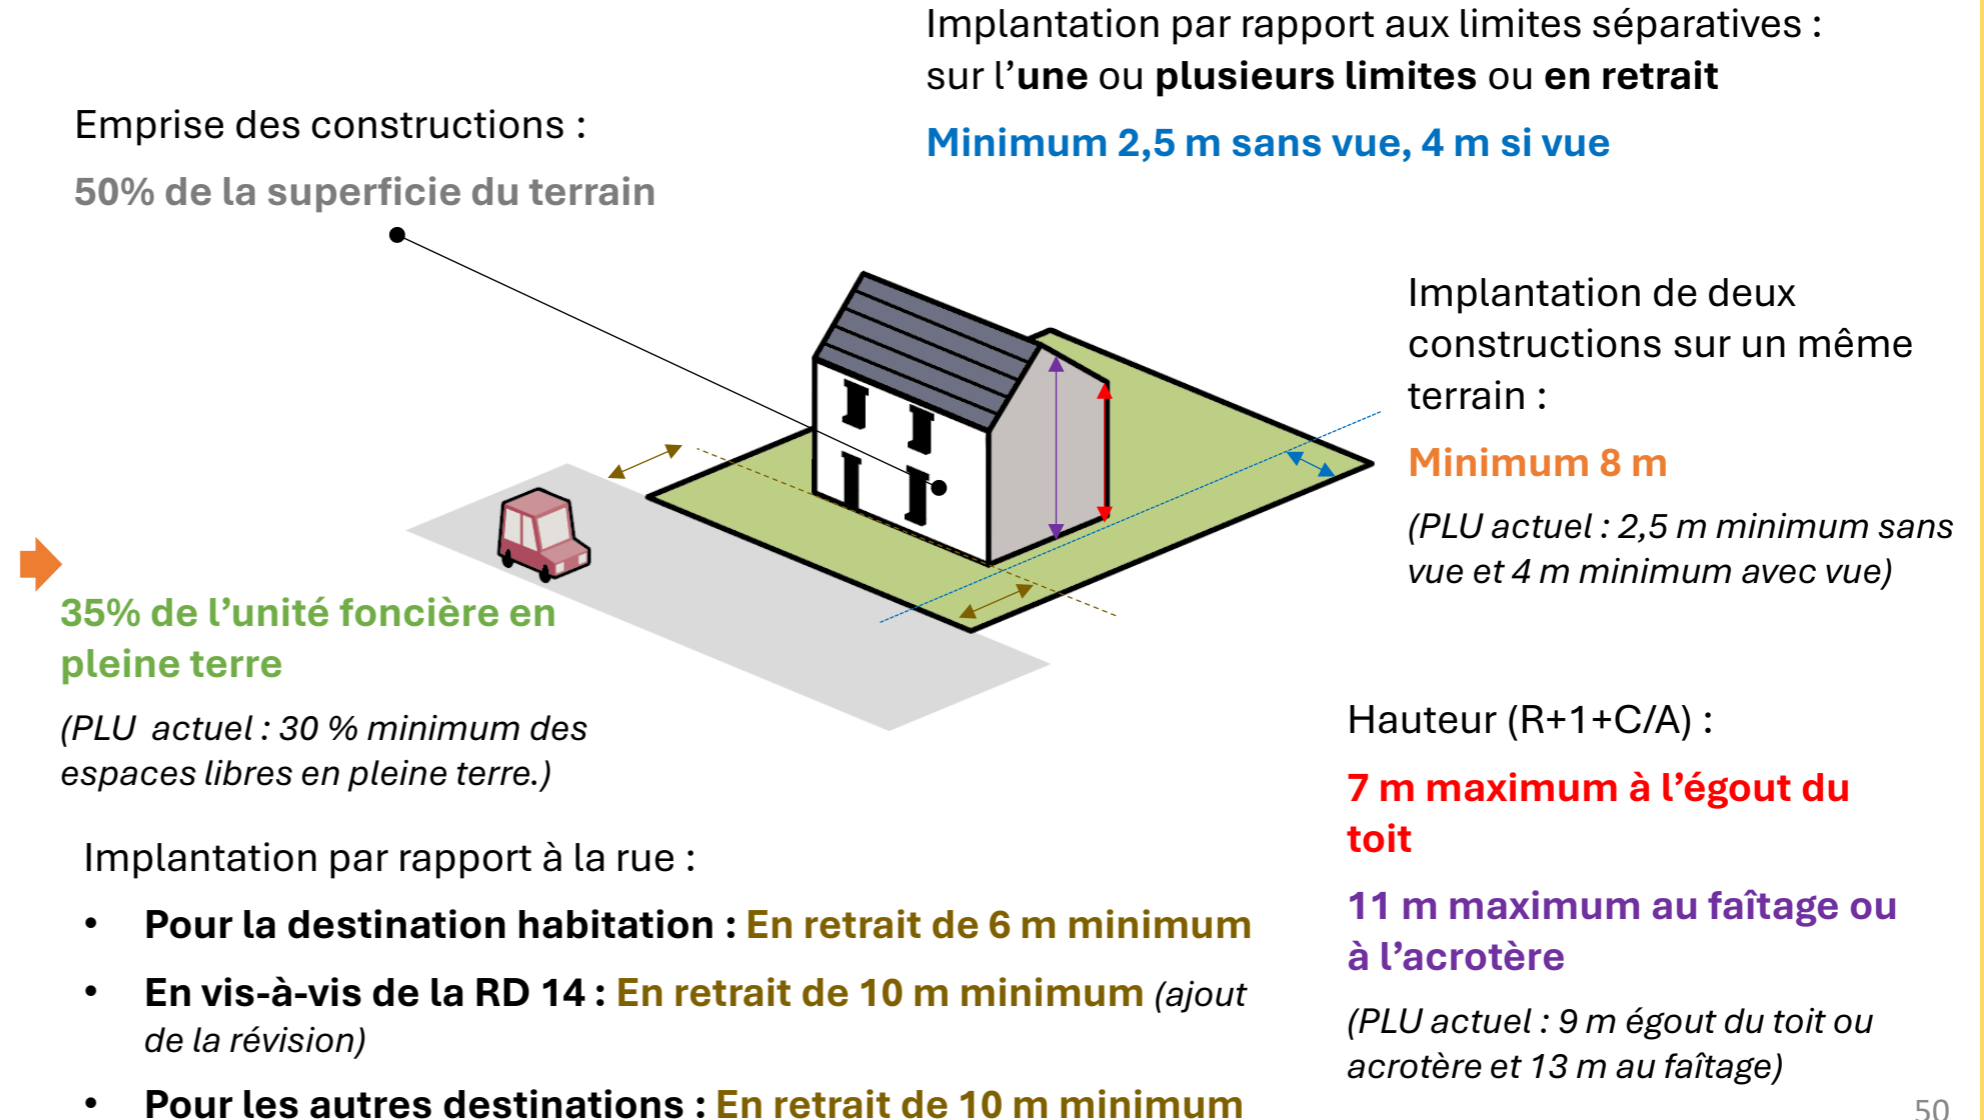 Implantation par rapport aux limites séparatives :
sur l’une ou plusieurs limites ou en retrait
Minimum 2,5 m sans vue, 4 m si vue
Emprise des constructions :
50% de la superficie du terrain
Implantation de deux
constructions sur un même
terrain :
Minimum 8 m
(PLU actuel : 2,5 m minimum sans
vue et 4 m minimum avec vue)
35% de l’unité foncière en
pleine terre
(PLU  actuel : 30 % minimum des
espaces libres en pleine terre.)
Hauteur (R+1+C/A) :
7 m maximum à l’égout du
toit
11 m maximum au faîtage ou
à l’acrotère
(PLU actuel : 9 m égout du toit ou
acrotère et 13 m au faîtage)
Implantation par rapport à la rue :
• Pour la destination habitation : En retrait de 6 m minimum
• En vis-à-vis de la RD 14 : En retrait de 10 m minimum (ajout
de la révision)
• Pour les autres destinations : En retrait de 10 m minimum
50